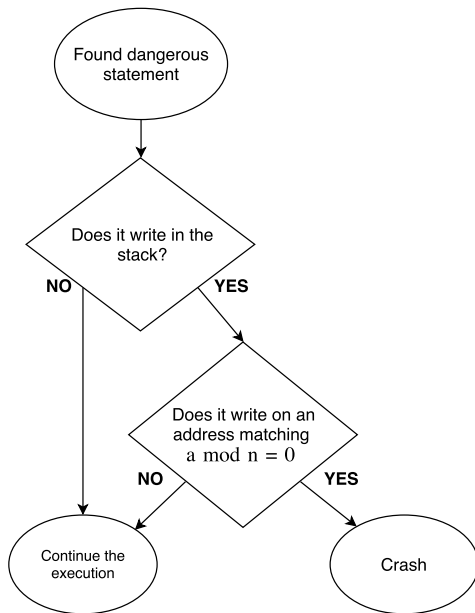 Found dangerous
statement
Does it write in the
stack?
NO
YES
Does it write on an
address matching
a mod n = 0
NO
YES
Continue the
execution
Crash